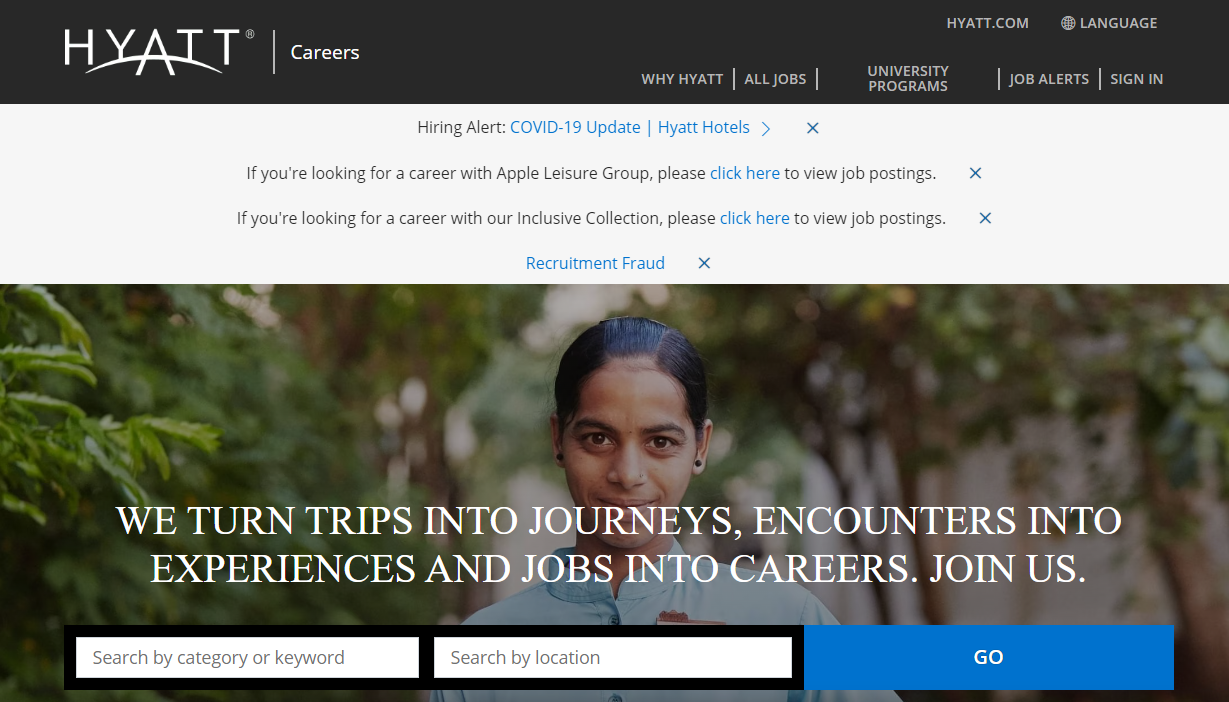 HYATT.COM
LANGUAGE
HYATT®
Careers
WHY HYATT
ALL JOBS
UNIVERSITY
PROGRAMS
JOB ALERTS
SIGN IN
Hiring Alert: COVID-19 Update | Hyatt Hotels
If you're looking for a career with Apple Leisure Group, please click here to view job postings.
If you're looking for a career with our Inclusive Collection, please click here to view job postings.
Recruitment Fraud
WE TURN TRIPS INTO JOURNEYS, ENCOUNTERS INTO
EXPERIENCES AND JOBS INTO CAREERS. JOIN US.
Search by category or keyword
Search by location
GO